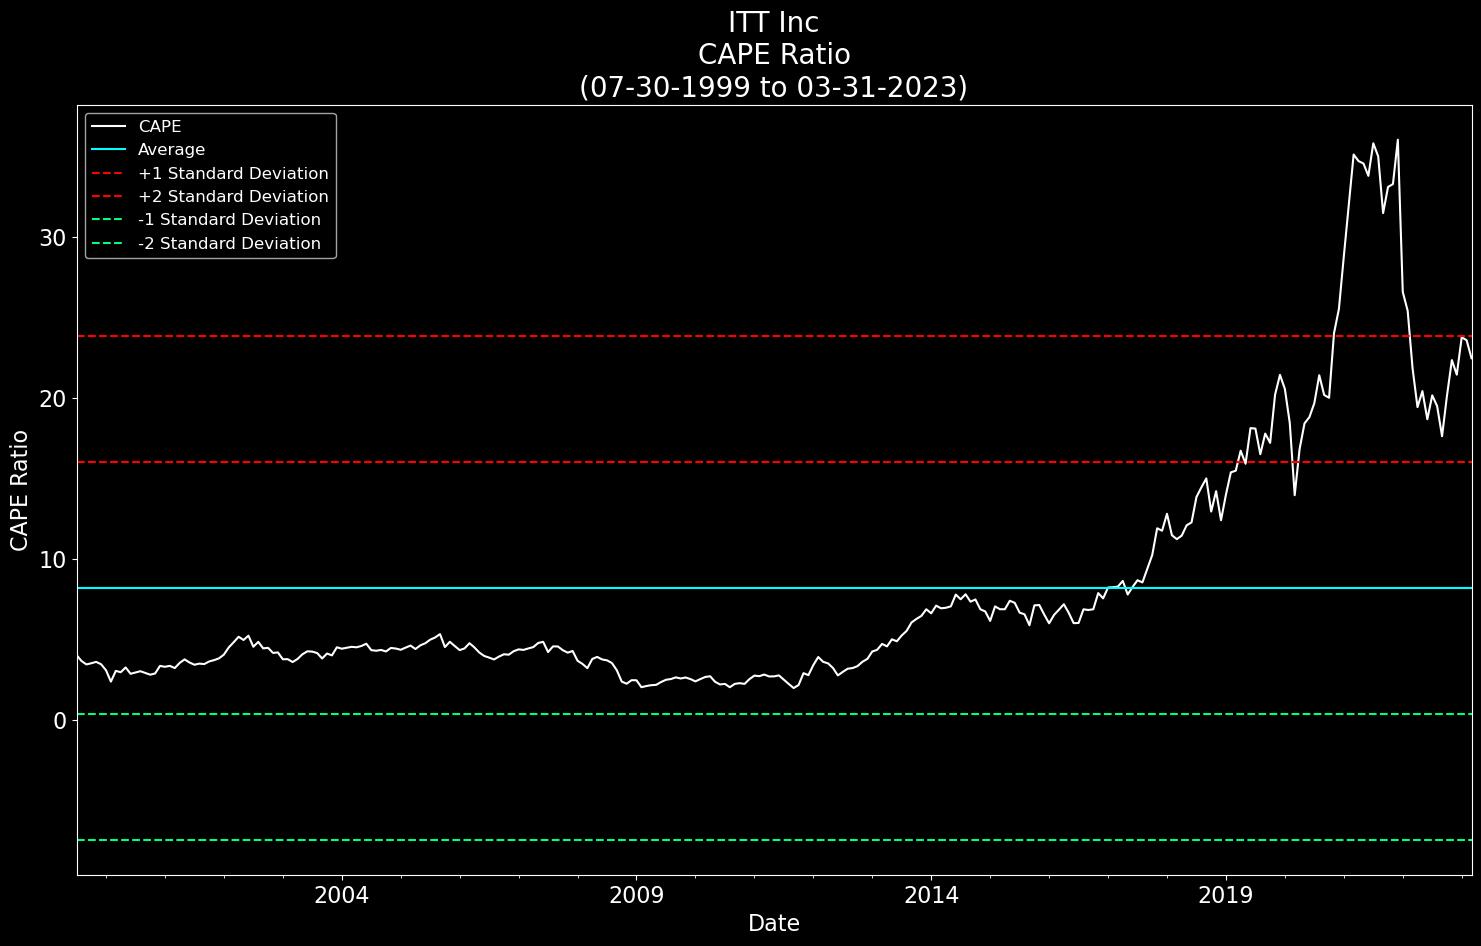 ITT Inc
CAPE Ratio
(07-30-1999 to 03-31-2023)
CAPE
Average
+1 Standard Deviation
+2 Standard Deviation
-1 Standard Deviation
-2 Standard Deviation
30
20
10
0
CAPE Ratio
2004
2009
2014
2019
Date